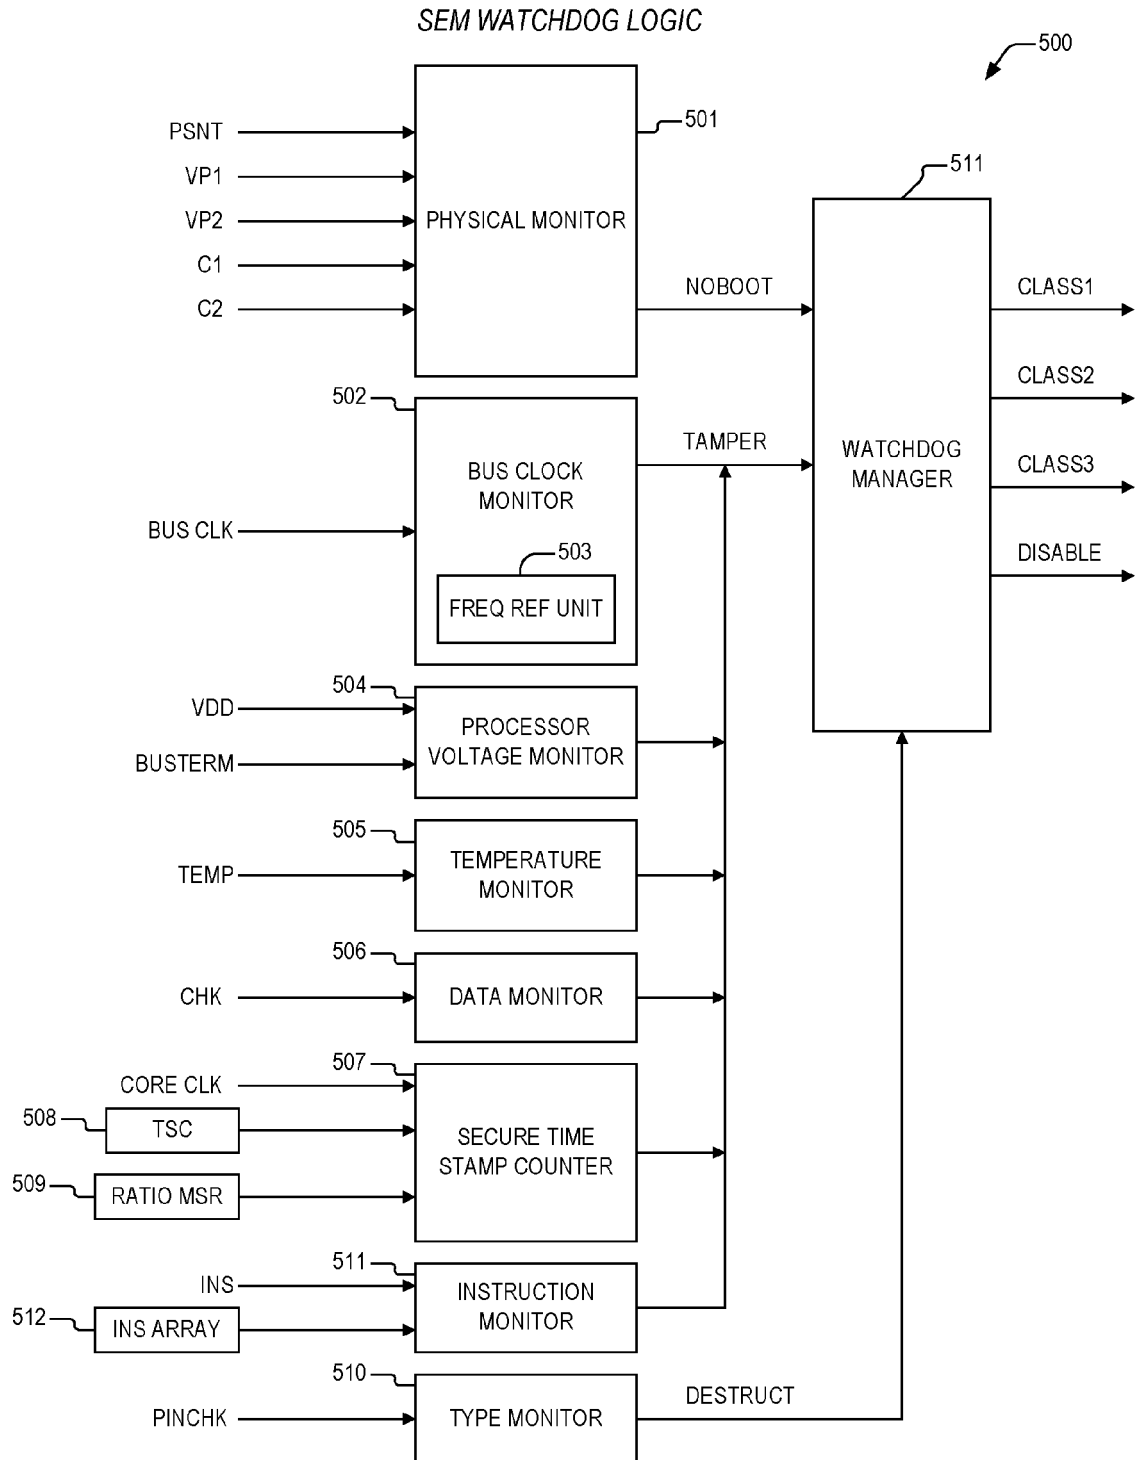 SEM WATCHDOG LOGIC
500
PSNT
VP1
VP2
C1
C2
501
PHYSICAL MONITOR
NOBOOT
511
WATCHDOG
MANAGER
CLASS1
CLASS2
CLASS3
DISABLE
502
BUS CLOCK
MONITOR
TAMPER
BUS CLK
503
FREQ REF UNIT
504
VDD
BUSTERM
PROCESSOR
VOLTAGE MONITOR
505
TEMP
TEMPERATURE
MONITOR
506
CHK
DATA MONITOR
507
CORE CLK
508
TSC
509
RATIO MSR
SECURE TIME
STAMP COUNTER
511
INS
512
INS ARRAY
INSTRUCTION
MONITOR
510
PINCHK
TYPE MONITOR
DESTRUCT